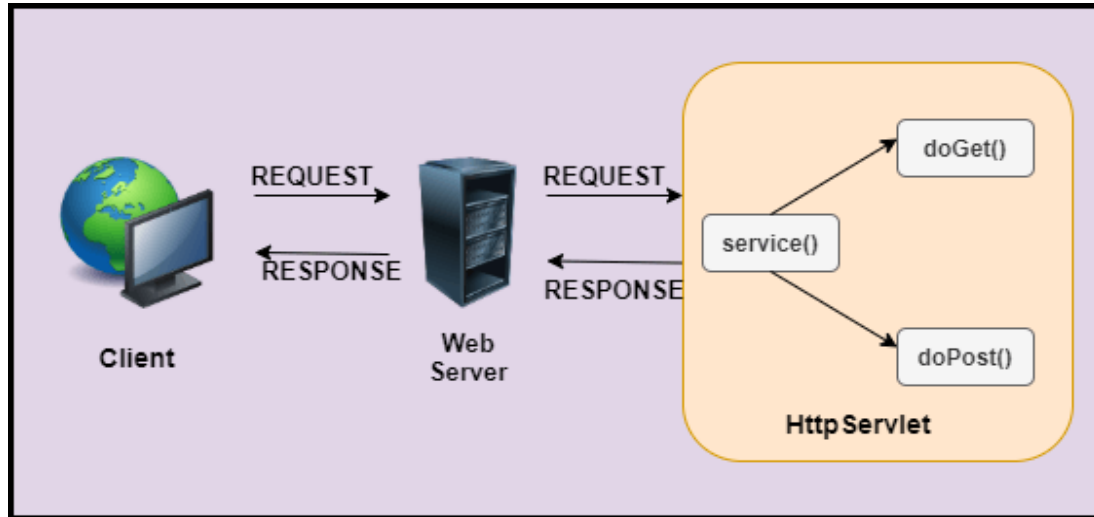 REQUEST
RESPONSE
Client
Web
Server
REQUEST
RESPONSE
service()
doGet()
doPost()
HttpServlet